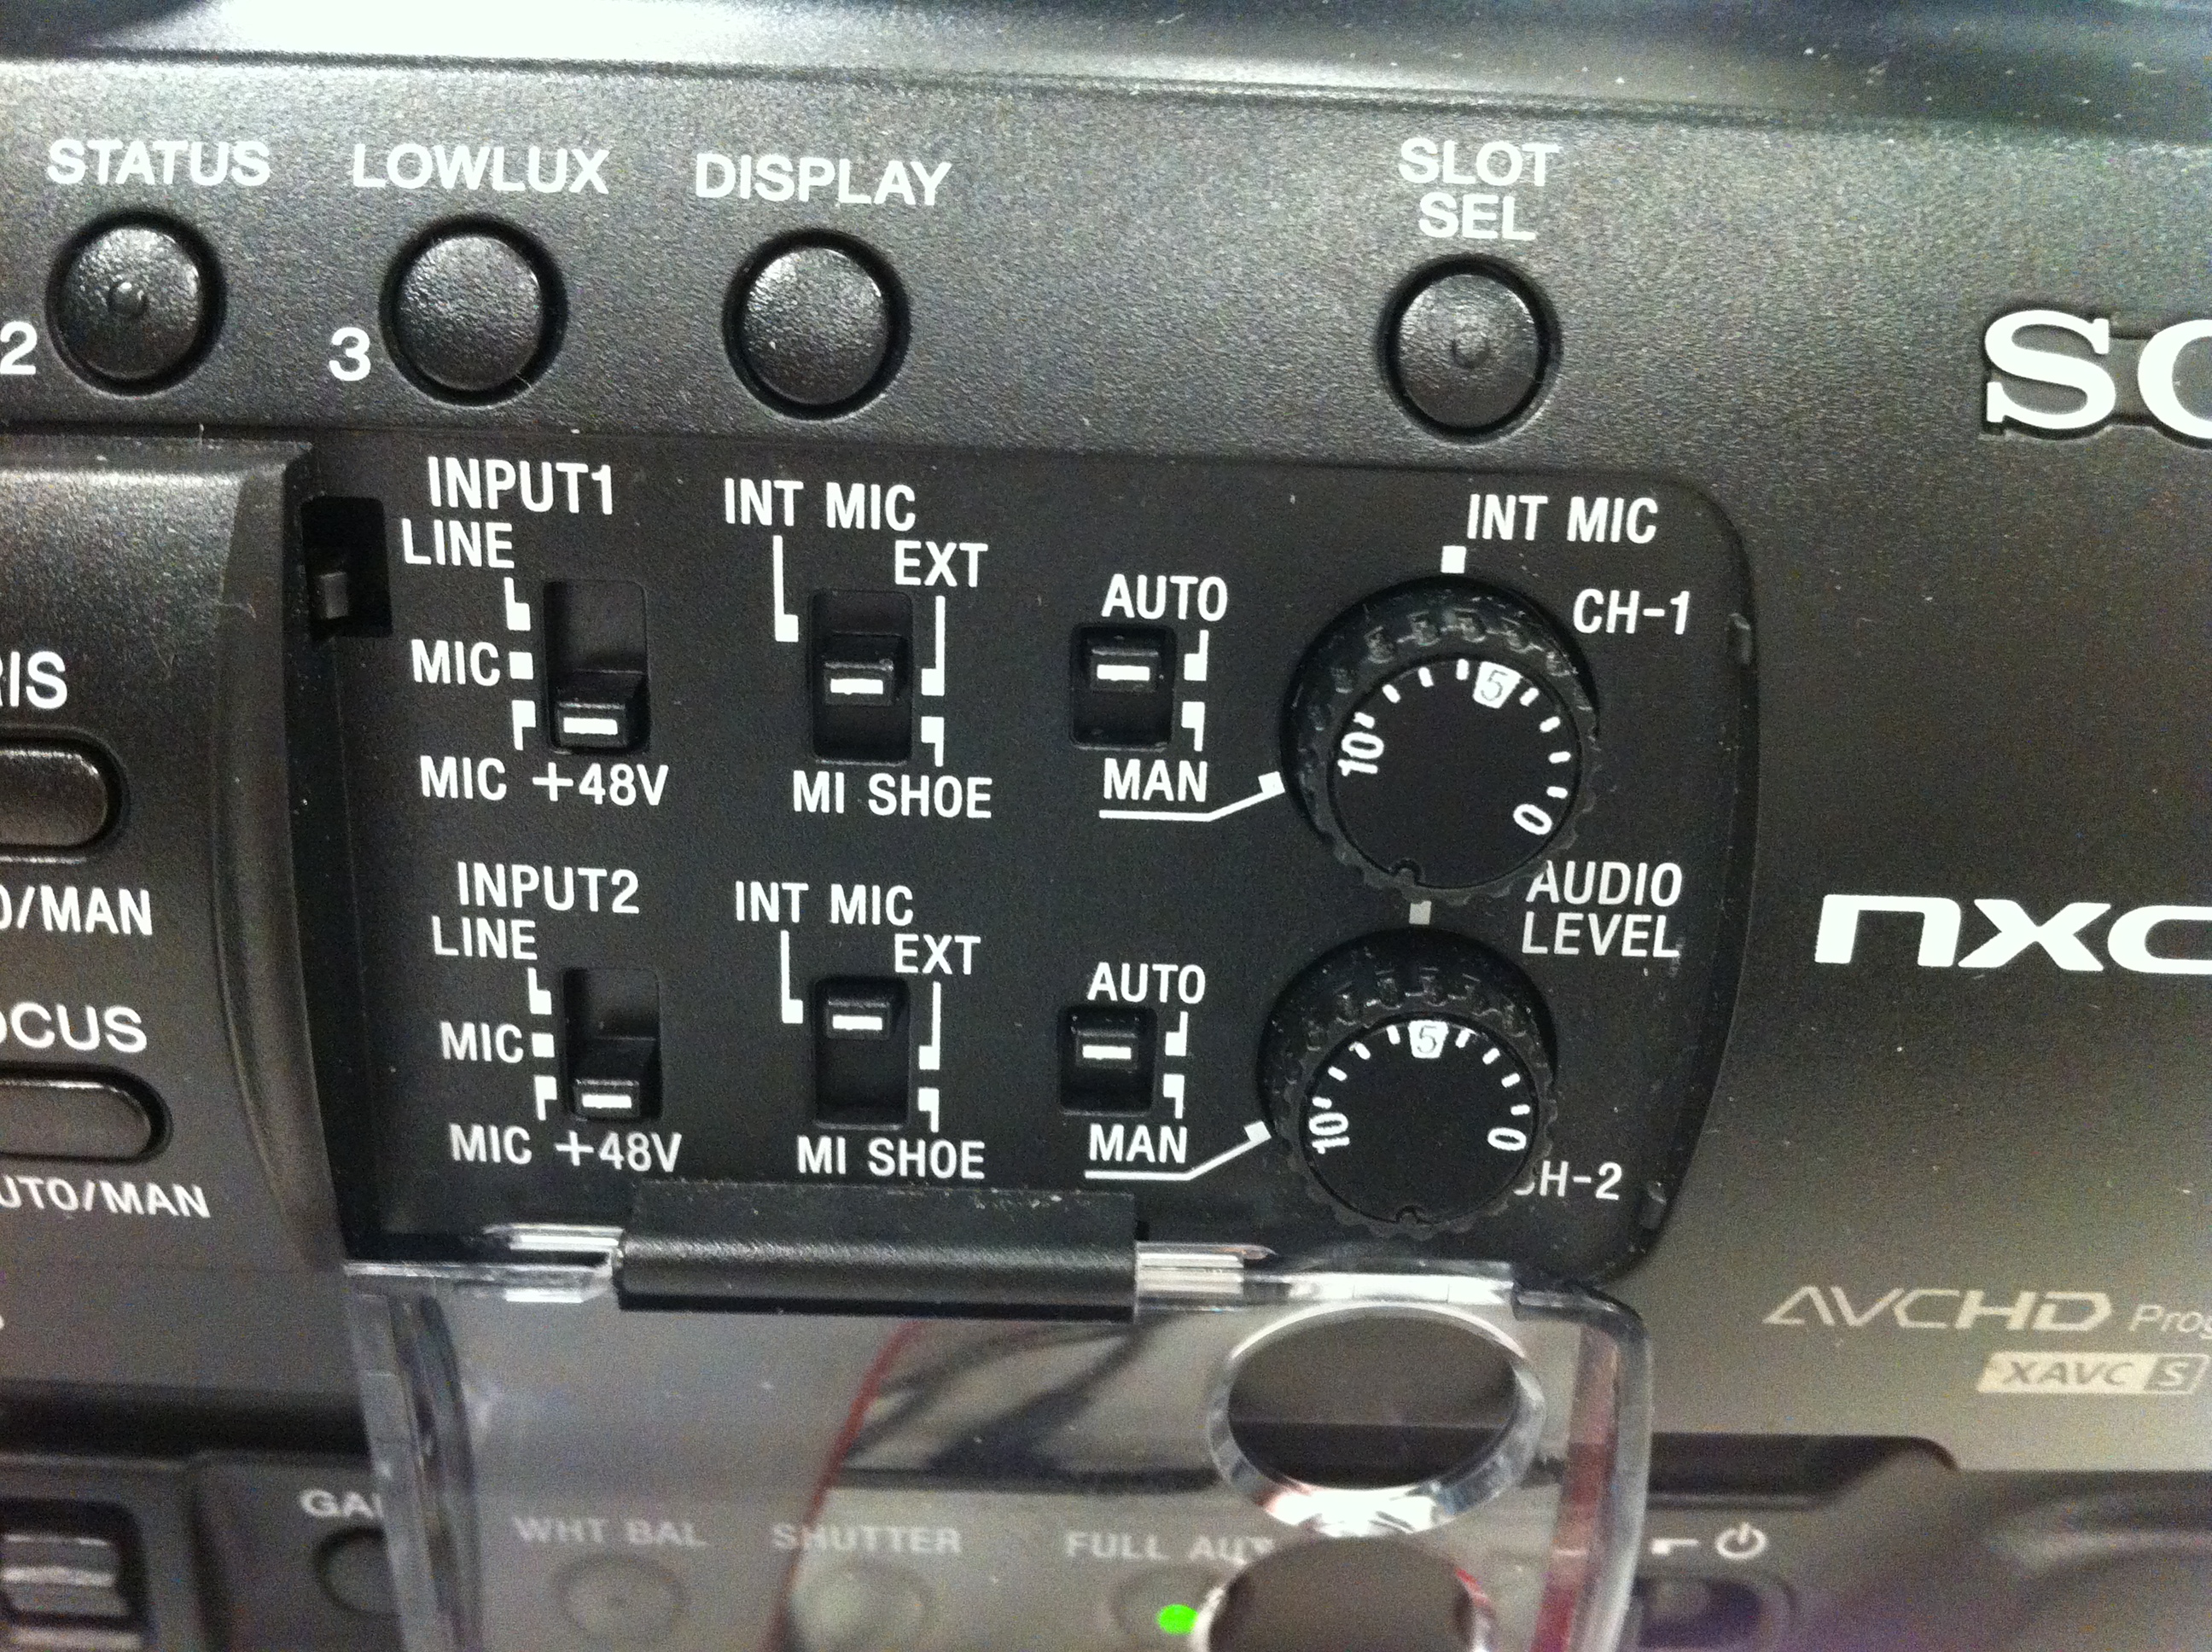 STATUS
LOWLUX
DISPLAY
SLOT
SEL
2
3
INPUT1
LINE
MIC
MIC +48V
INT MIC
EXT
MI SHOE
AUTO
MAN
INT MIC
CH-1
5
10
0
AUDIO
LEVEL
INPUT2
LINE
MIC
MIC +48V
INT MIC
EXT
MI SHOE
AUTO
MAN
5
10
0
H-2
RIS
O/MAN
OCUS
UTO/MAN
SO
nxc
AVCHD Prog
XAVC S
GAI
WHT BAL
SHUTTER
FULL AUT